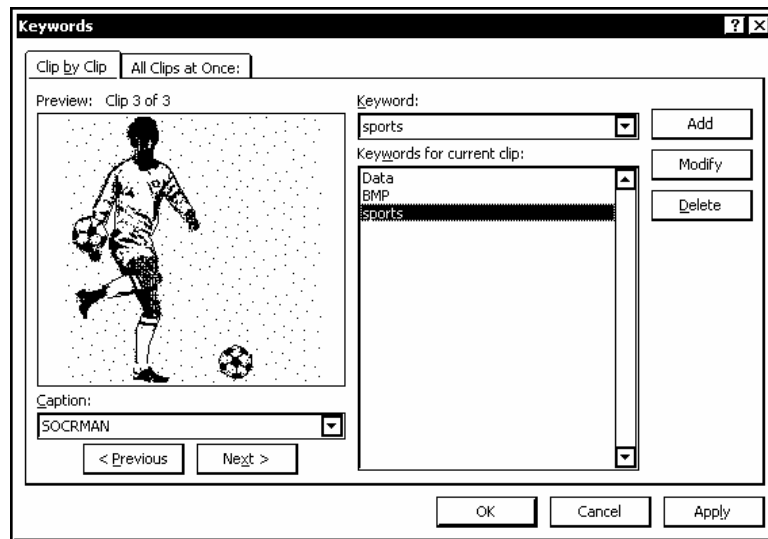 Keywords
Clip by Clip
All Clips at Once:
Preview: Clip 3 of 3
Keyword:
sports
Add
Keywords for current clip:
Modify
Data
BMP
sports
Delete
Caption:
SOCRMAN
< Previous
Next >
OK
Cancel
Apply